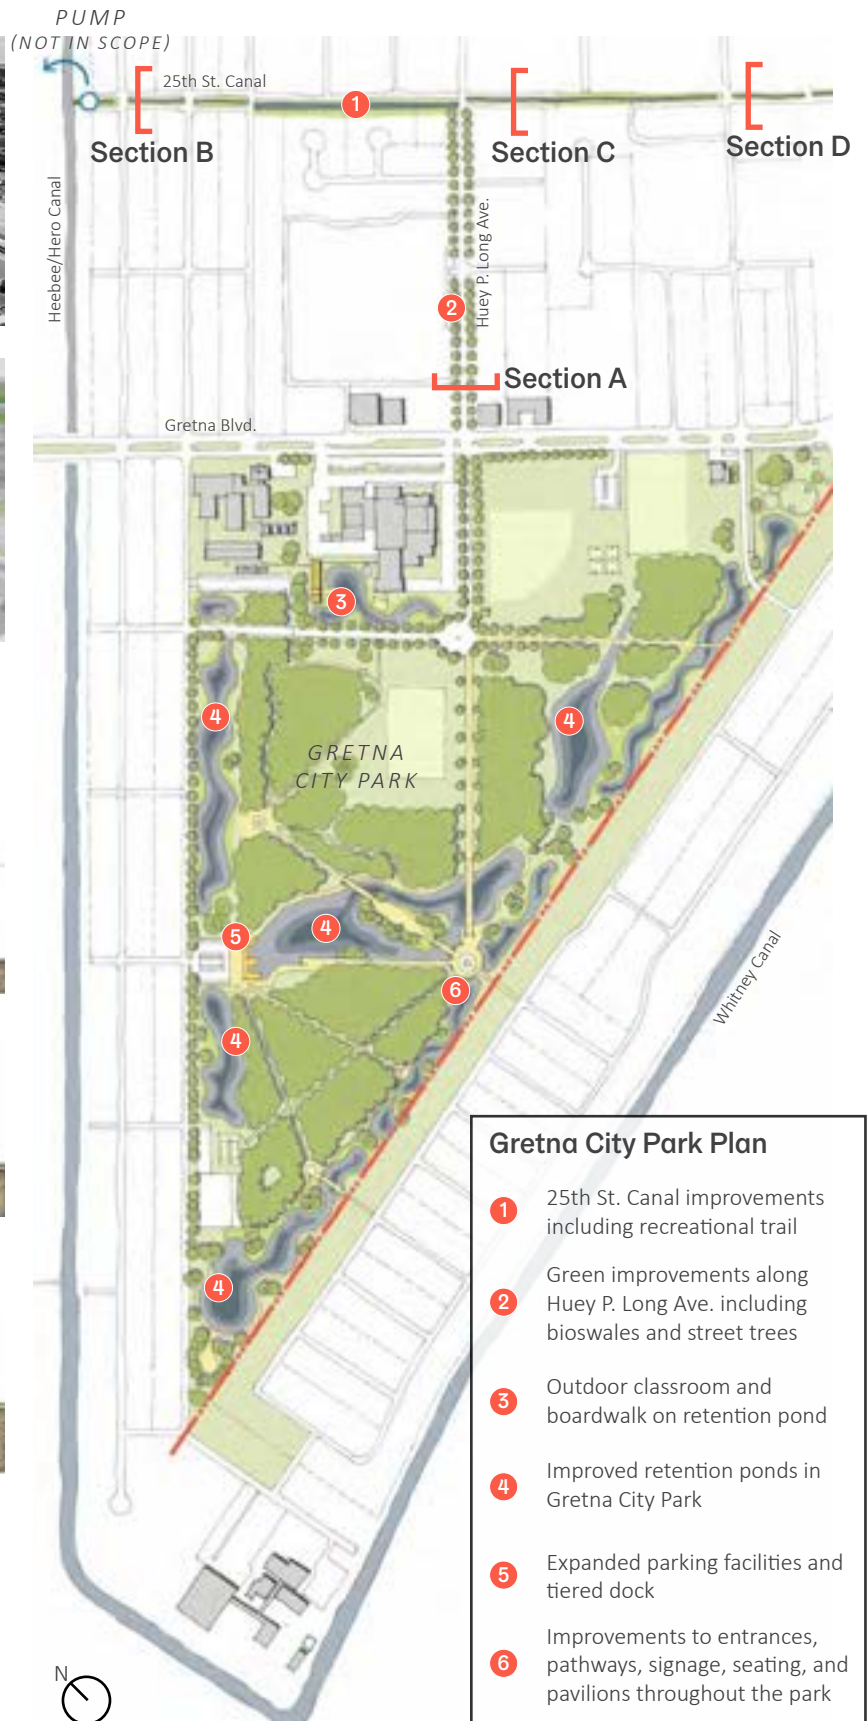 PUMP
(NOT IN SCOPE)
25th St. Canal
1
Section B
Section C
Section D
Heebee/Hero Canal
Huey P. Long Ave.
2
Section A
Gretna Blvd.
3
4
4
GRETNA
CITY PARK
5
4
6
4
Whitney Canal
4
N
Gretna City Park Plan
1 25th St. Canal improvements
including recreational trail
2 Green improvements along
Huey P. Long Ave. including
bioswales and street trees
3 Outdoor classroom and
boardwalk on retention pond
4 Improved retention ponds in
Gretna City Park
5 Expanded parking facilities and
tiered dock
6 Improvements to entrances,
pathways, signage, seating, and
pavilions throughout the park